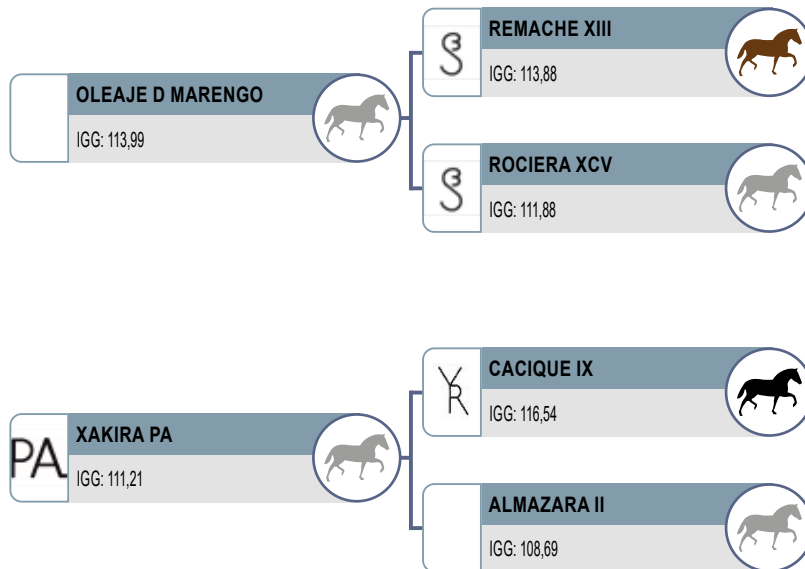 REMACHE XIII
IGG: 113,88
OLEAJE D MARENGO
IGG: 113,99
ROCIERA XCV
IGG: 111,88
CACIQUE IX
IGG: 116,54
YR
PA
XAKIRA PA
IGG: 111,21
ALMAZARA II
IGG: 108,69